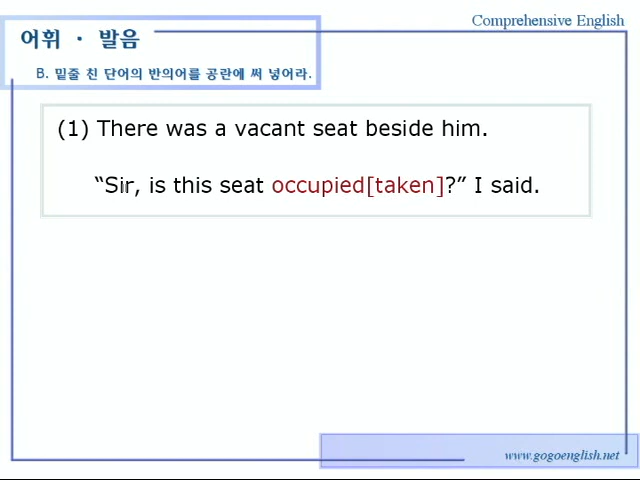 Comprehensive English
어휘 · 발음
B. 밑줄 친 단어의 반의어를 공란에 써 넣어라.
(1) There was a vacant seat beside him.
“Sir, is this seat occupied[taken]?” I said.
www.gogoenglish.net